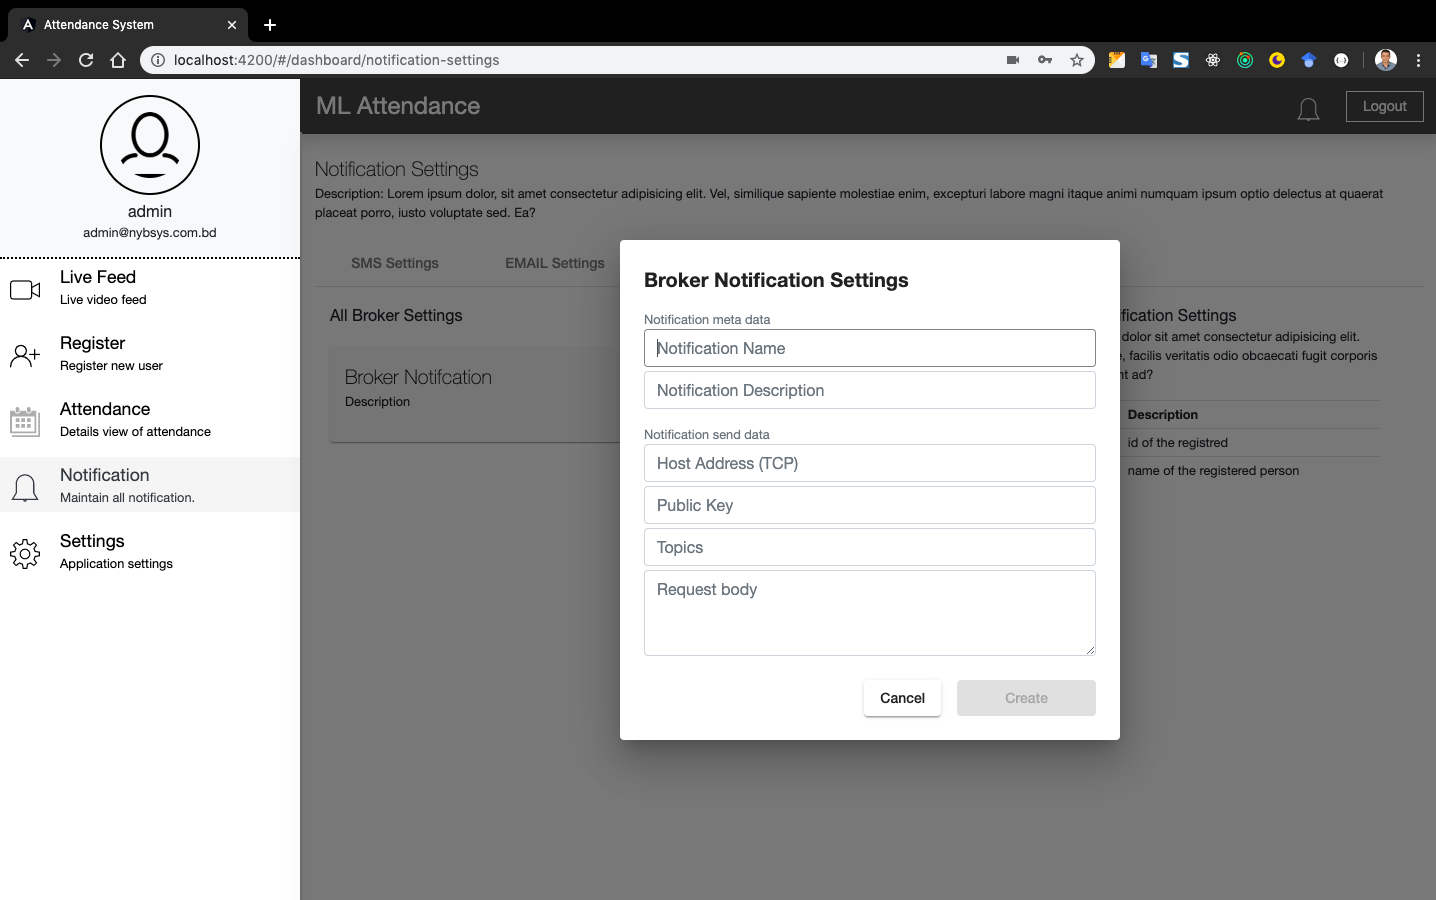 Attendance System
localhost:4200/#/dashboard/notification-settings
admin
admin@nybsys.com.bd
Live Feed
Live video feed
Register
Register new user
Attendance
Details view of attendance
Notification
Maintain all notification.
Settings
Application settings
ML Attendance
Logout
Notification Settings
Description: Lorem ipsum dolor, sit amet consectetur adipisicing elit. Vel, similique sapiente molestiae enim, excepturi labore magni itaque animi numquam ipsum optio delectus at quaerat
placeat porro, iusto voluptate sed. Ea?
SMS Settings
EMAIL Settings
All Broker Settings
Broker Notifcation
Description
Broker Notification Settings
Notification meta data
Notification Name
Notification Description
Notification send data
Host Address (TCP)
Public Key
Topics
Request body
Cancel
Create
Settings
dolor sit amet consectetur adipisicing elit.
, facilis veritatis odio obcaecati fugit corporis
ad?
Description
id of the registred
name of the registered person